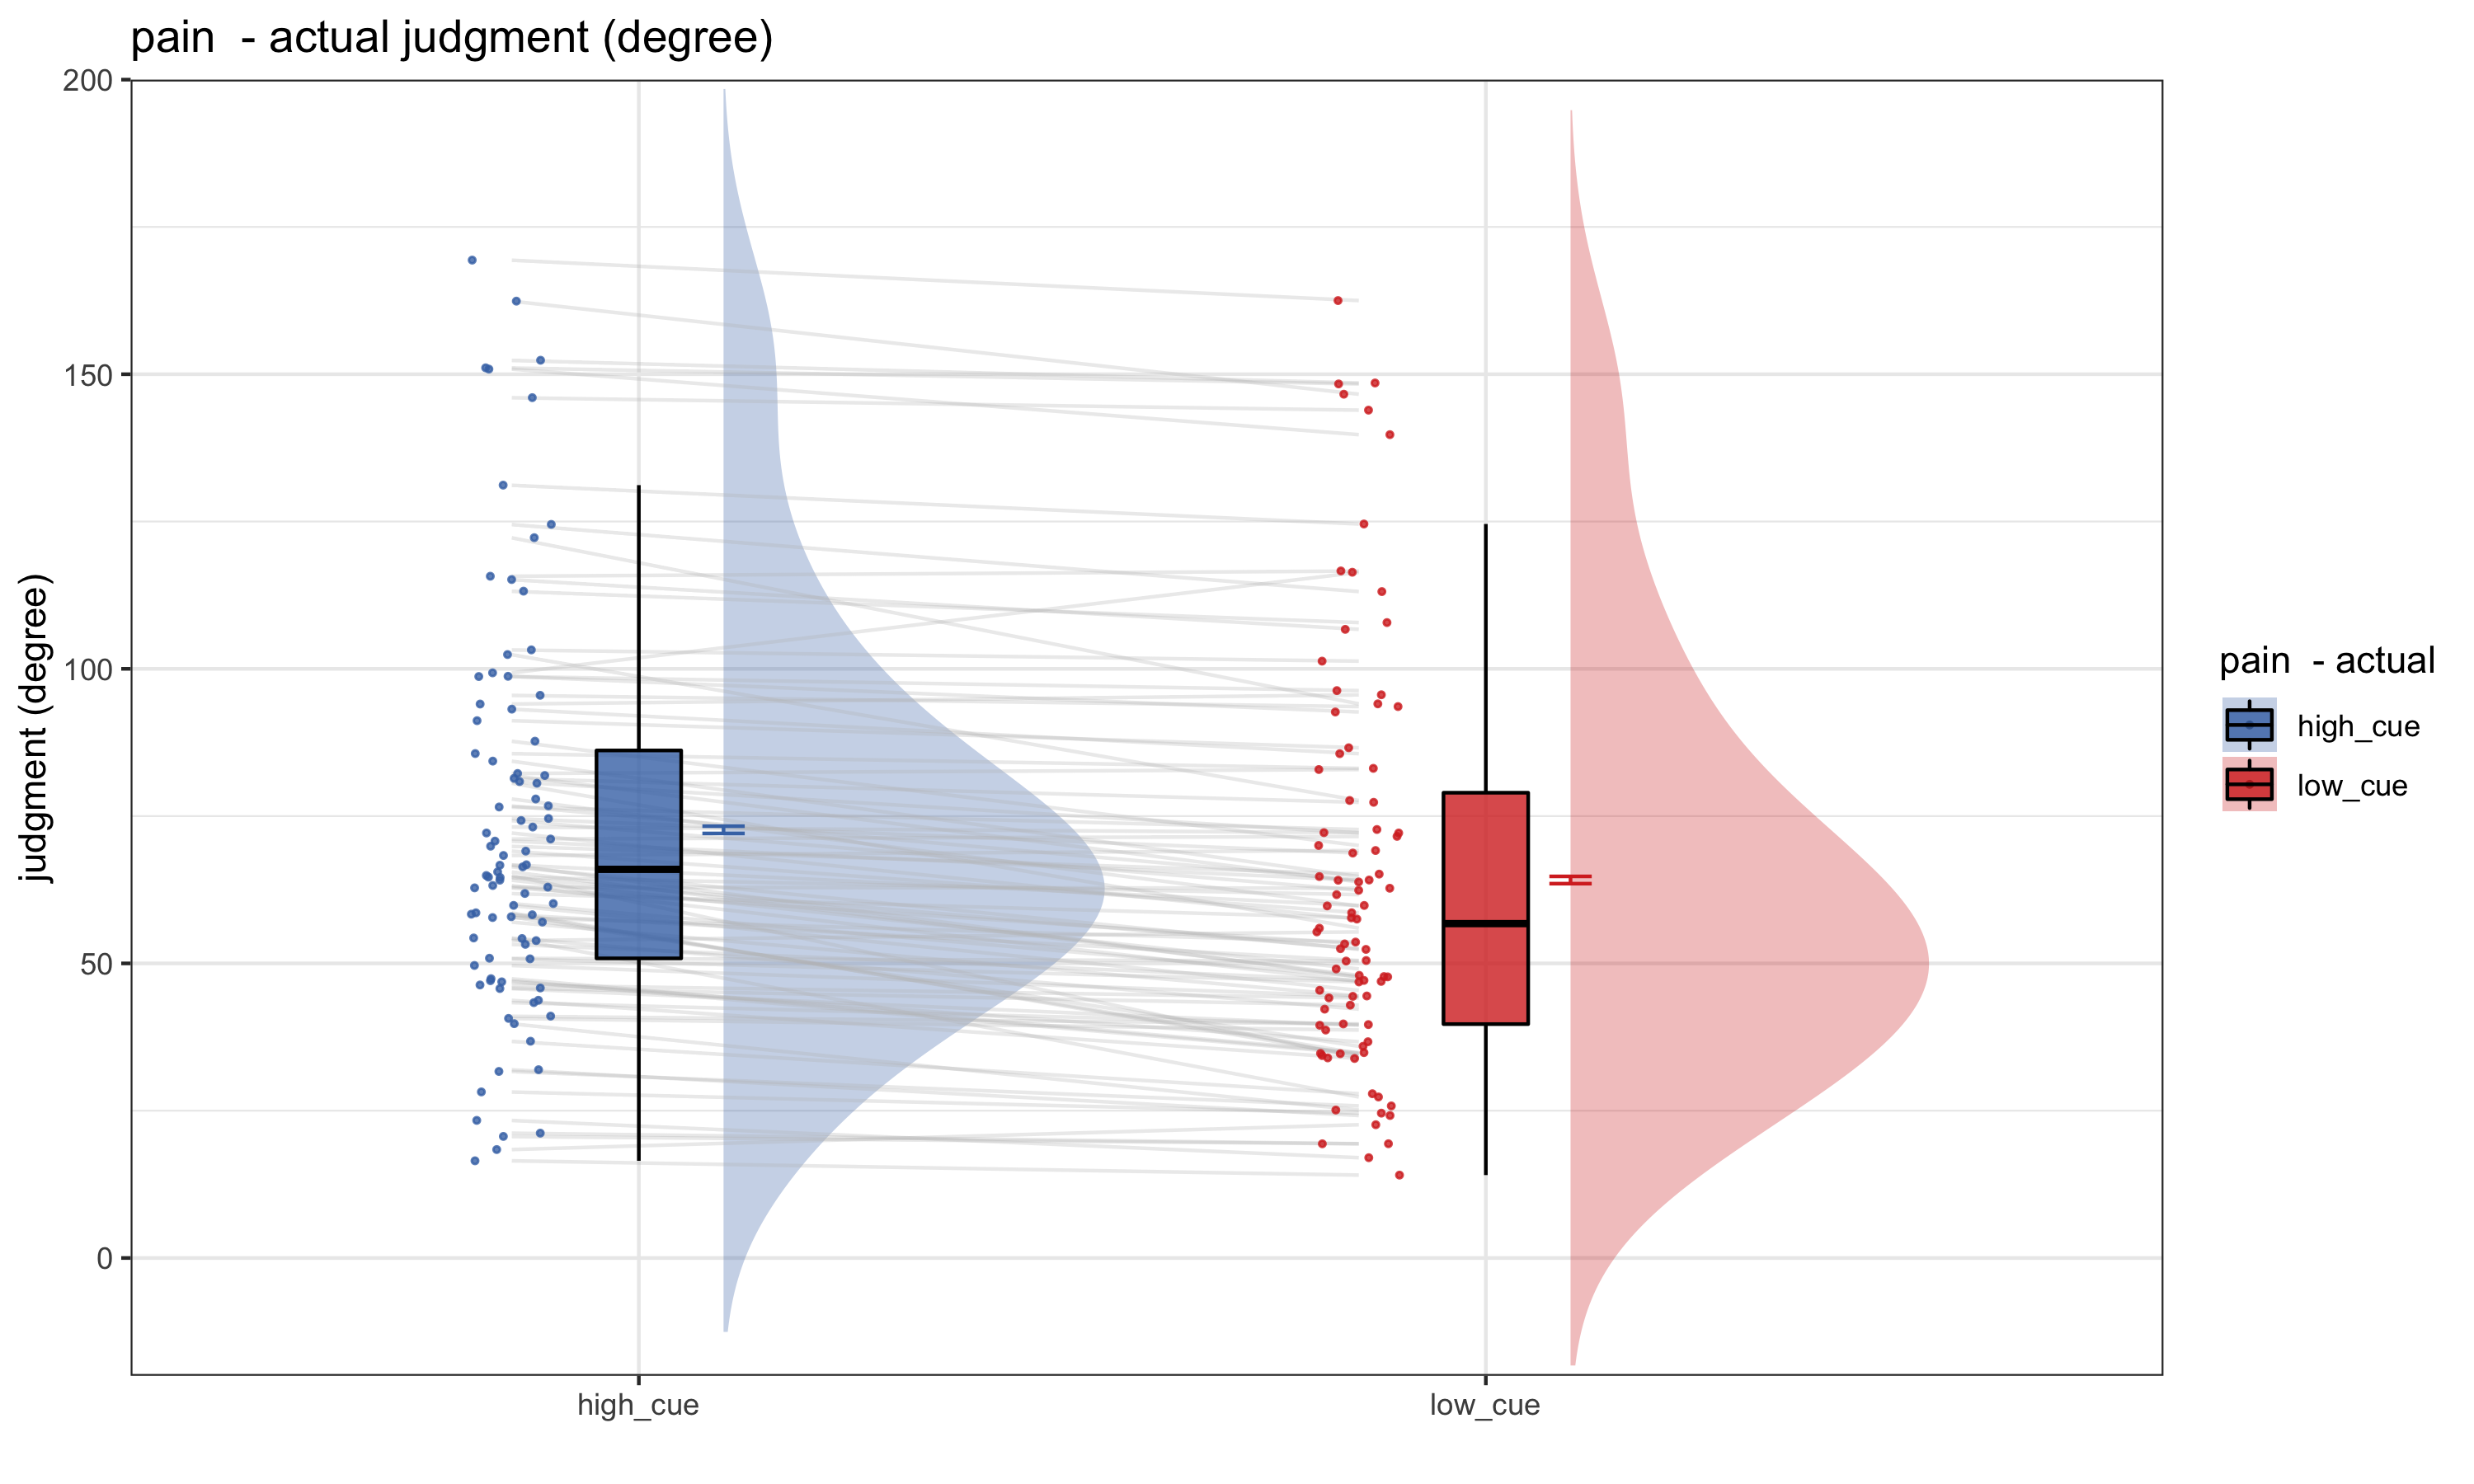 pain  - actual judgment (degree)
judgment (degree)
200
150
100
50
0
high_cue
low_cue
pain  - actual
high_cue
low_cue